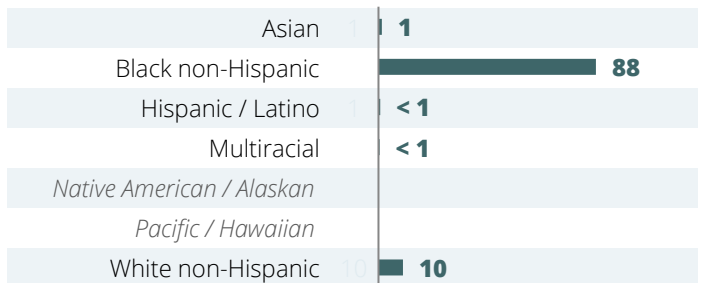 Asian 1 1
Black non-Hispanic 88
Hispanic / Latino 1 < 1
Multiracial < 1
Native American / Alaskan
Pacific / Hawaiian
White non-Hispanic 10 10